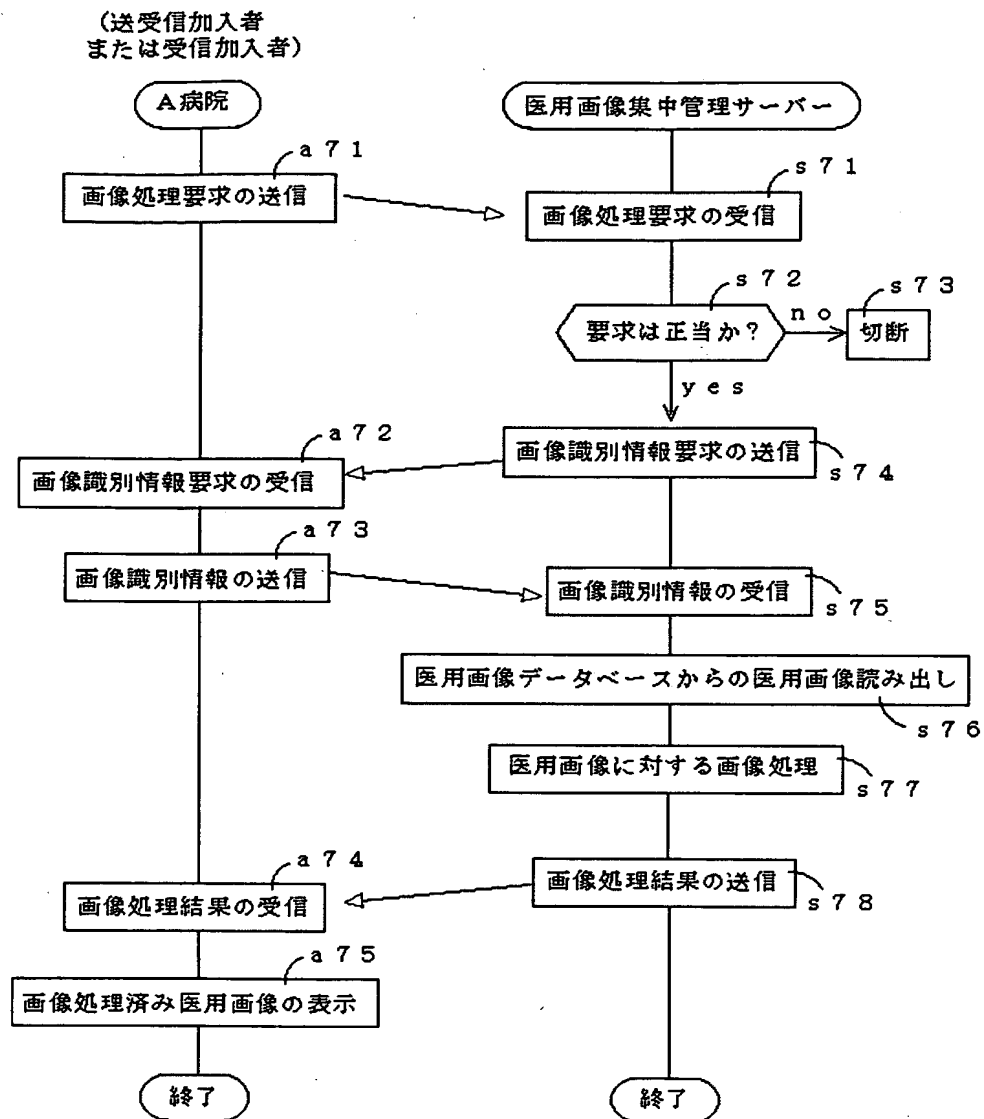 (送受信加入者
または受信加入者)
A病院
医用画像集中管理サーバー
a71
画像処理要求の送信
s71
画像処理要求の受信
s72
要求は正当か?
no
s73
切断
yes
a72
画像識別情報要求の受信
画像識別情報要求の送信
s74
a73
画像識別情報の送信
画像識別情報の受信
s75
医用画像データベースからの医用画像読み出し
s76
医用画像に対する画像処理
s77
a74
画像処理結果の受信
画像処理結果の送信
s78
a75
画像処理済み医用画像の表示
終了
終了